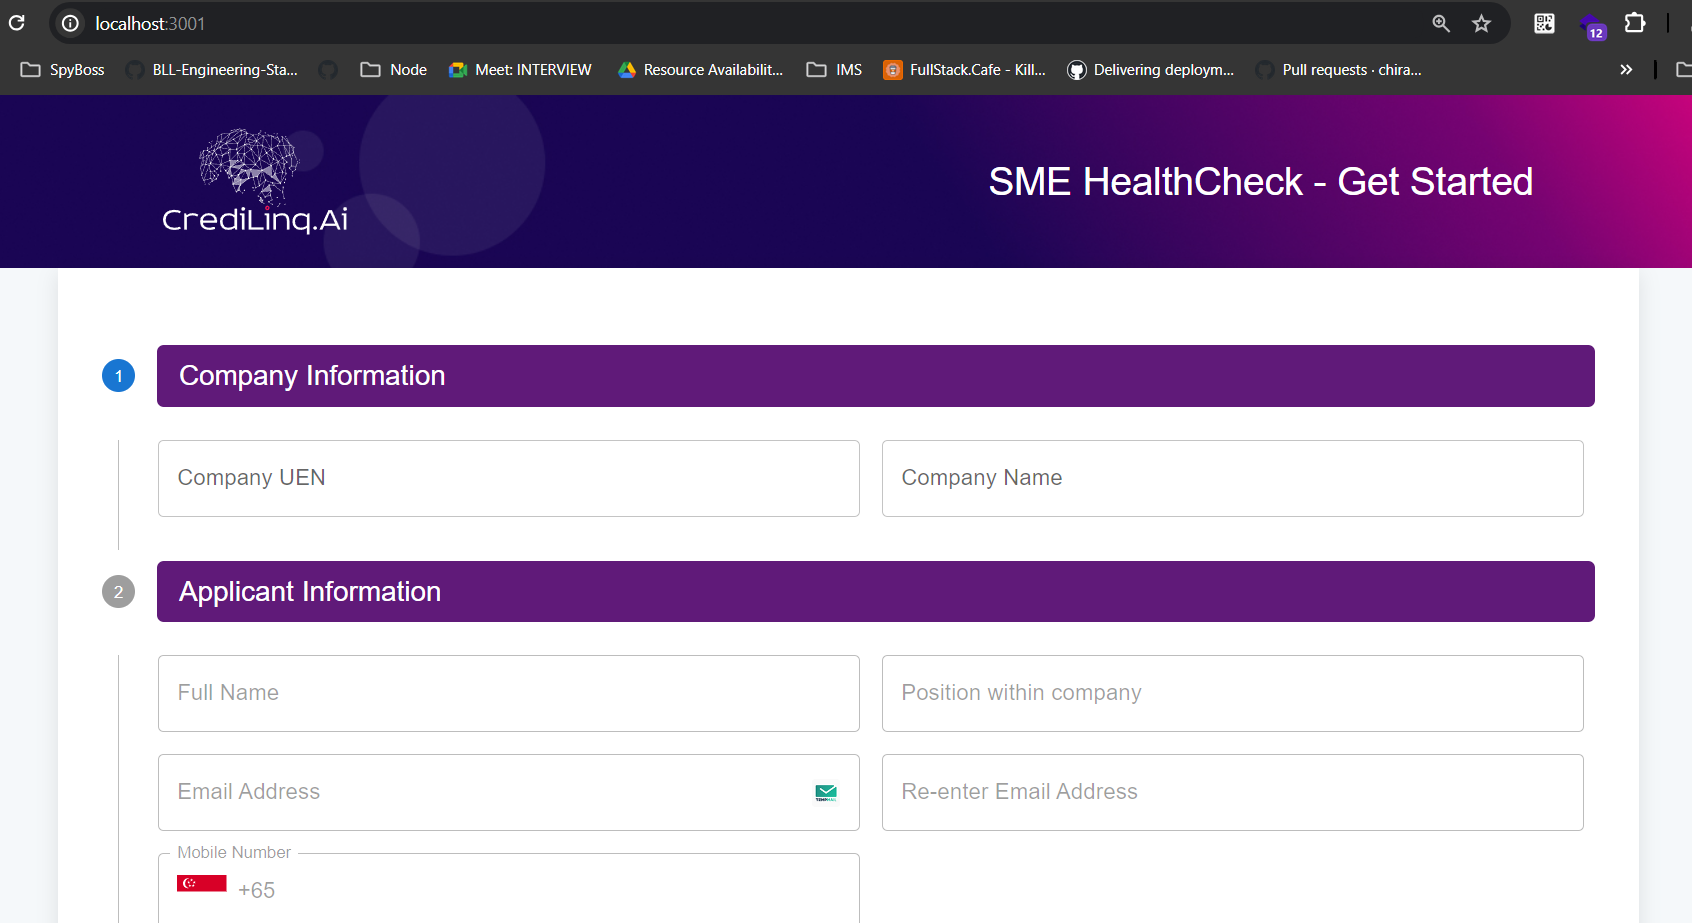 localhost:3001
12
SpyBoss
BLL-Engineering-Sta...
Node
Meet: INTERVIEW
Resource Availabilit...
IMS
FullStack.Cafe - Kill...
Delivering deploym...
Pull requests · chira...
CrediLinq.Ai
SME HealthCheck - Get Started
1
Company Information
Company UEN
Company Name
2
Applicant Information
Full Name
Position within company
Email Address
Re-enter Email Address
Mobile Number
+65